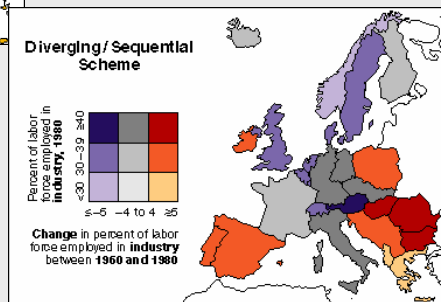 Diverging / Sequential
Scheme
Percent of labor
force employed in
industry, 1980
≥40
30–39
<30
≤–5 –4 to 4 ≥5
Change in percent of labor
force employed in industry
between 1960 and 1980